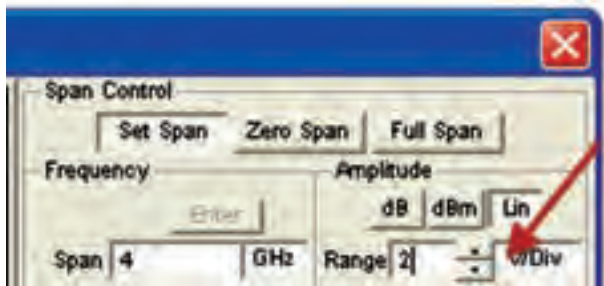 Span Control
Set Span Zero Span Full Span
Frequency Amplitude
Enter dB dBm Lin
Span 4 GHz Range 2